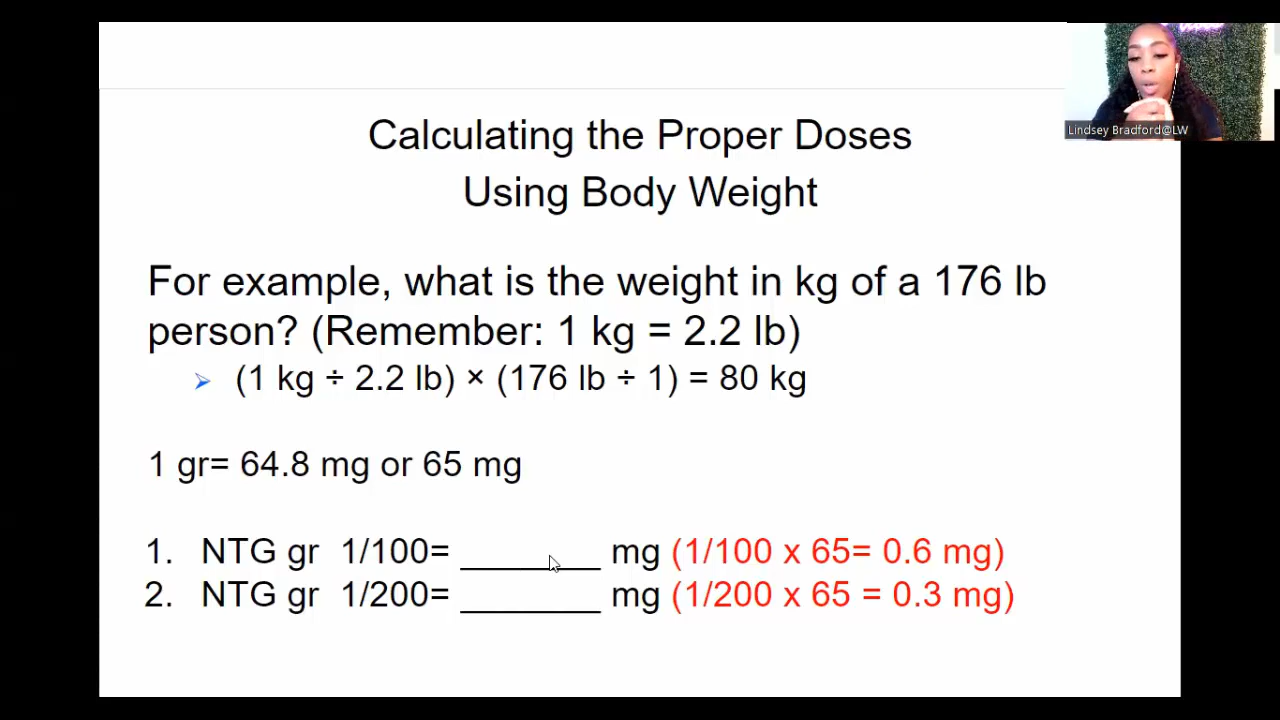 Lindsey Bradford@LW
Calculating the Proper Doses
Using Body Weight
For example, what is the weight in kg of a 176 lb
person? (Remember: 1 kg = 2.2 lb)
➢ (1 kg ÷ 2.2 lb) × (176 lb ÷ 1) = 80 kg
1 gr= 64.8 mg or 65 mg
1. NTG gr 1/100= _______ mg (1/100 x 65= 0.6 mg)
2. NTG gr 1/200= _______ mg (1/200 x 65 = 0.3 mg)